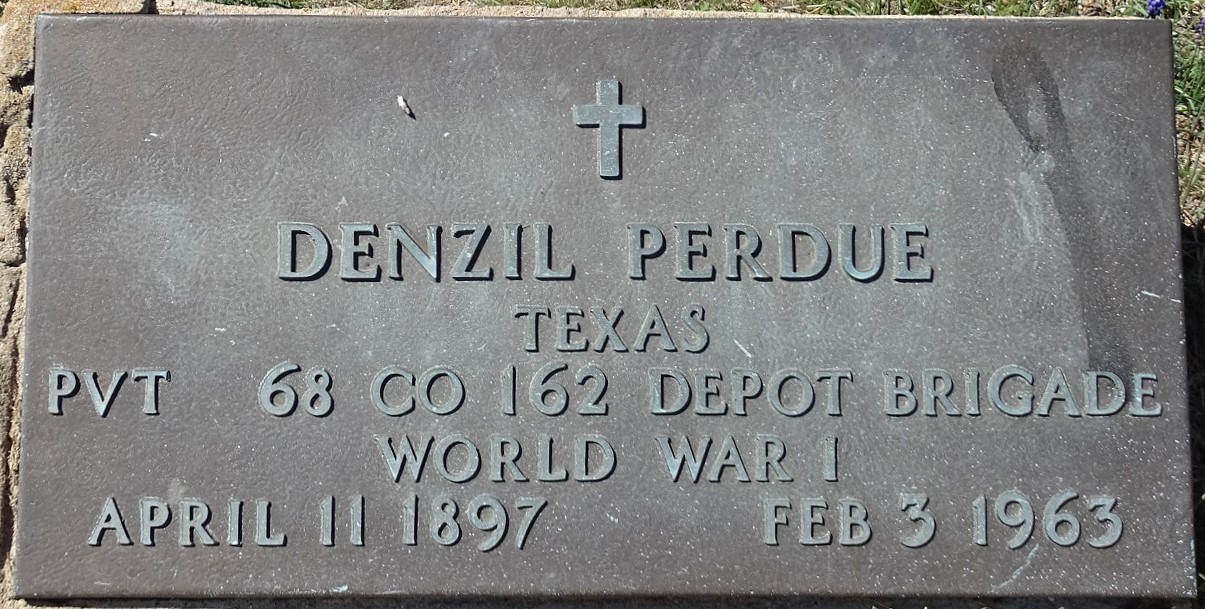 DENZIL PERDUE
TEXAS
PVT 68 CO 162 DEPOT BRIGADE
WORLD WAR I
APRIL 11 1897 FEB 3 1963